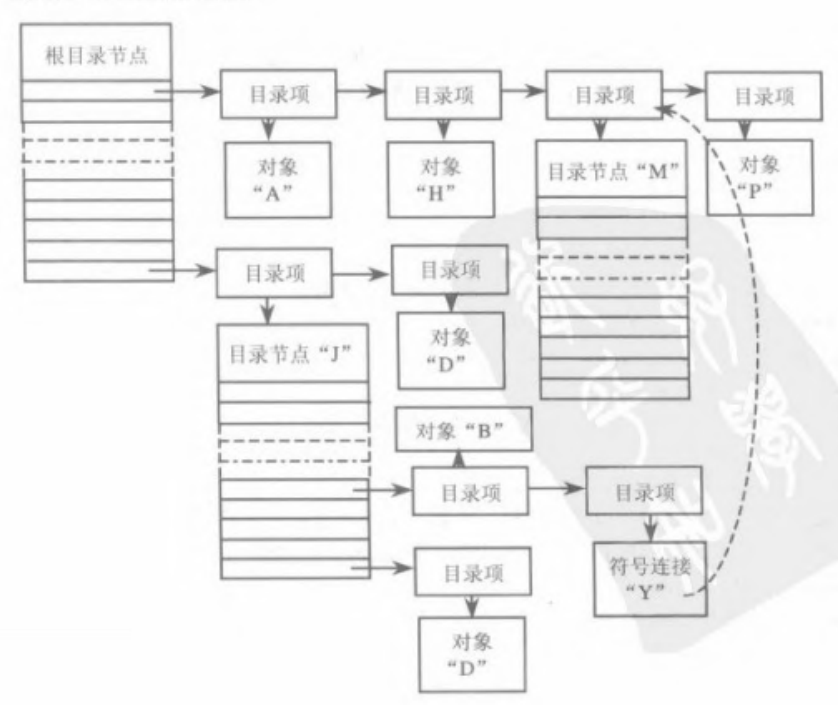 根目录节点
目录项
目录项
目录项
目录项
对象
“A”
对象
“H”
目录节点“M”
对象
“P”
目录项
目录项
目录节点“J”
对象
“D”
对象“B”
目录项
目录项
目录项
符号连接
“Y”
对象
“D”